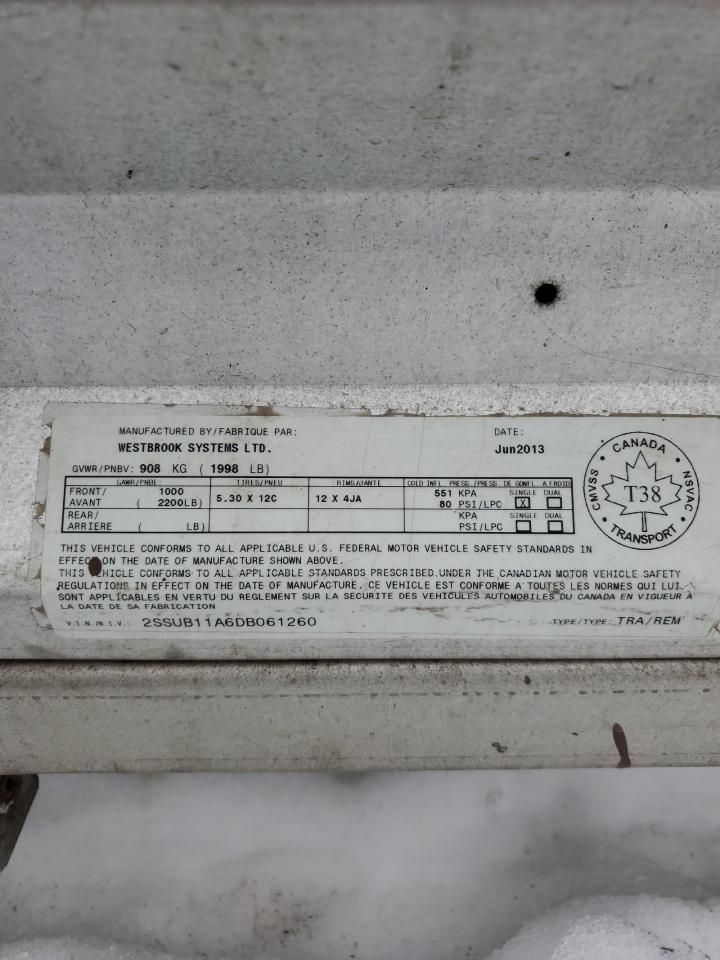 MANUFACTURED BY/FABRIQUE PAR: DATE:
WESTBROOK SYSTEMS LTD. Jun2013
GVWR/PNBV: 908 KG ( 1998 LB)
GAWR/PNBE: TIRES/PNEU RIMS/JANTE COLD INFL. PRESS./PRESS. DE GONFL. A FROID
FRONT/ 1000 5.30 X 12C 12 X 4JA 551 KPA SINGLE DUAL
AVANT ( 2200LB) 80 PSI/LPC X
REAR/ KPA SINGLE DUAL
ARRIERE ( LB) PSI/LPC
CANADA
CMVSS • NSVAC
T38
• TRANSPORT •
THIS VEHICLE CONFORMS TO ALL APPLICABLE U.S. FEDERAL MOTOR VEHICLE SAFETY STANDARDS IN
EFFECT ON THE DATE OF MANUFACTURE SHOWN ABOVE.
THIS VEHICLE CONFORMS TO ALL APPLICABLE STANDARDS PRESCRIBED UNDER THE CANADIAN MOTOR VEHICLE SAFETY
REGULATIONS IN EFFECT ON THE DATE OF MANUFACTURE, CE VEHICLE EST CONFORME A TOUTES LES NORMES QUI LUI
SONT APPLICABLES EN VERTU DU REGLEMENT SUR LA SECURITE DES VEHICULES AUTOMOBILES DU CANADA EN VIGUEUR À
LA DATE DE SA FABRICATION
V.I.N./N.I.V.: 2SSUB11A6DB061260 TYPE/TYPE: TRA/REM